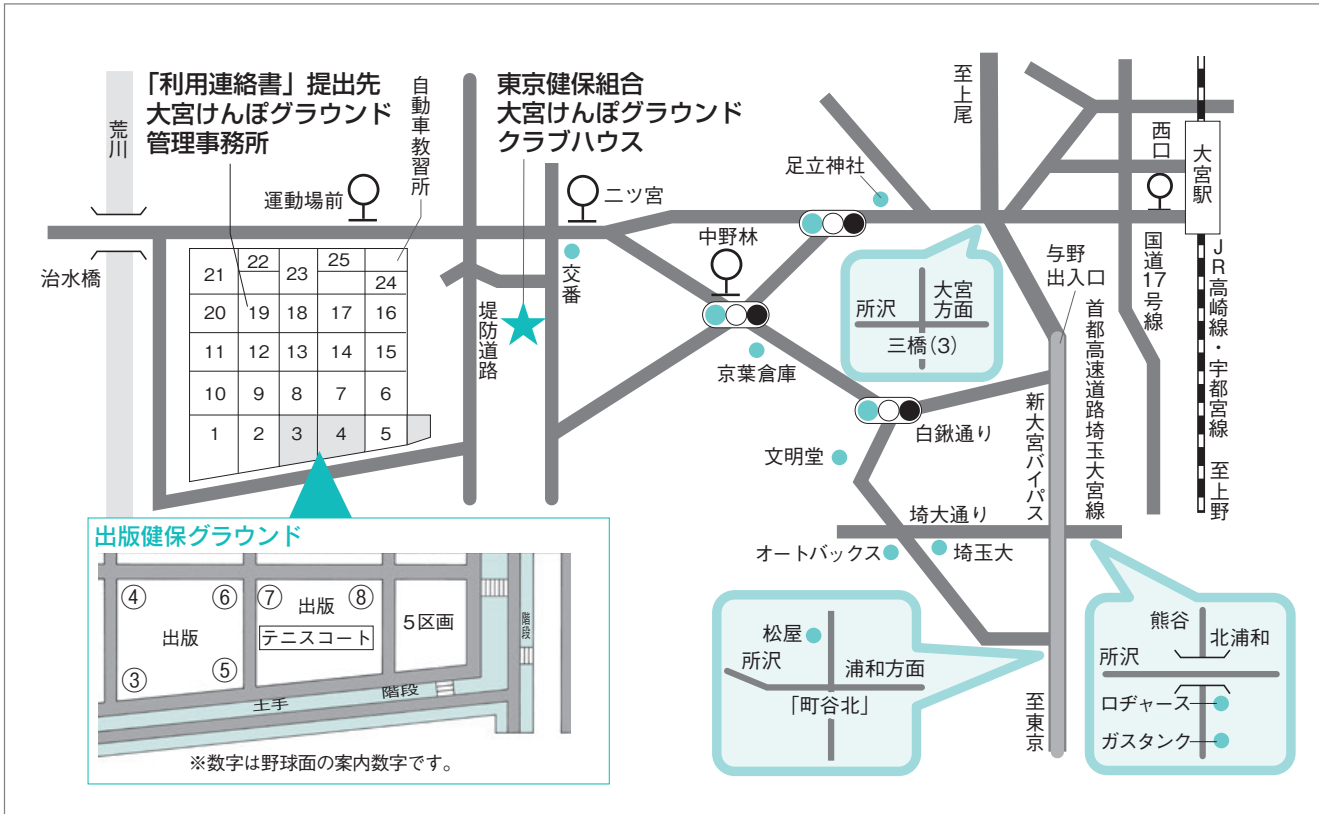 「利用連絡書」提出先
大宮けんぽグラウンド
管理事務所
自動車教習所
東京健保組合
大宮けんぽグラウンド
クラブハウス
至上尾
荒川
運動場前
二ツ宮
足立神社
西口
大宮駅
治水橋
中野林
交番
堤防道路
京葉倉庫
所沢
大宮
方面
三橋(3)
与野
出入口
国道17号線
首都高速道路埼玉大宮線
JR高崎線・宇都宮線 至上野
21
22
23
25
24
20
19
18
17
16
11
12
13
14
15
10
9
8
7
6
1
2
3
4
5
白鍬通り
新大宮バイパス
文明堂
埼大通り
オートバックス
埼玉大
至東京
出版健保グラウンド
④
⑥
⑦
出版
⑧
出版
テニスコート
5区画
階段
③
⑤
階段
土手
※数字は野球面の案内数字です。
松屋
所沢
浦和方面
「町谷北」
熊谷
北浦和
所沢
ロヂャース
ガスタンク